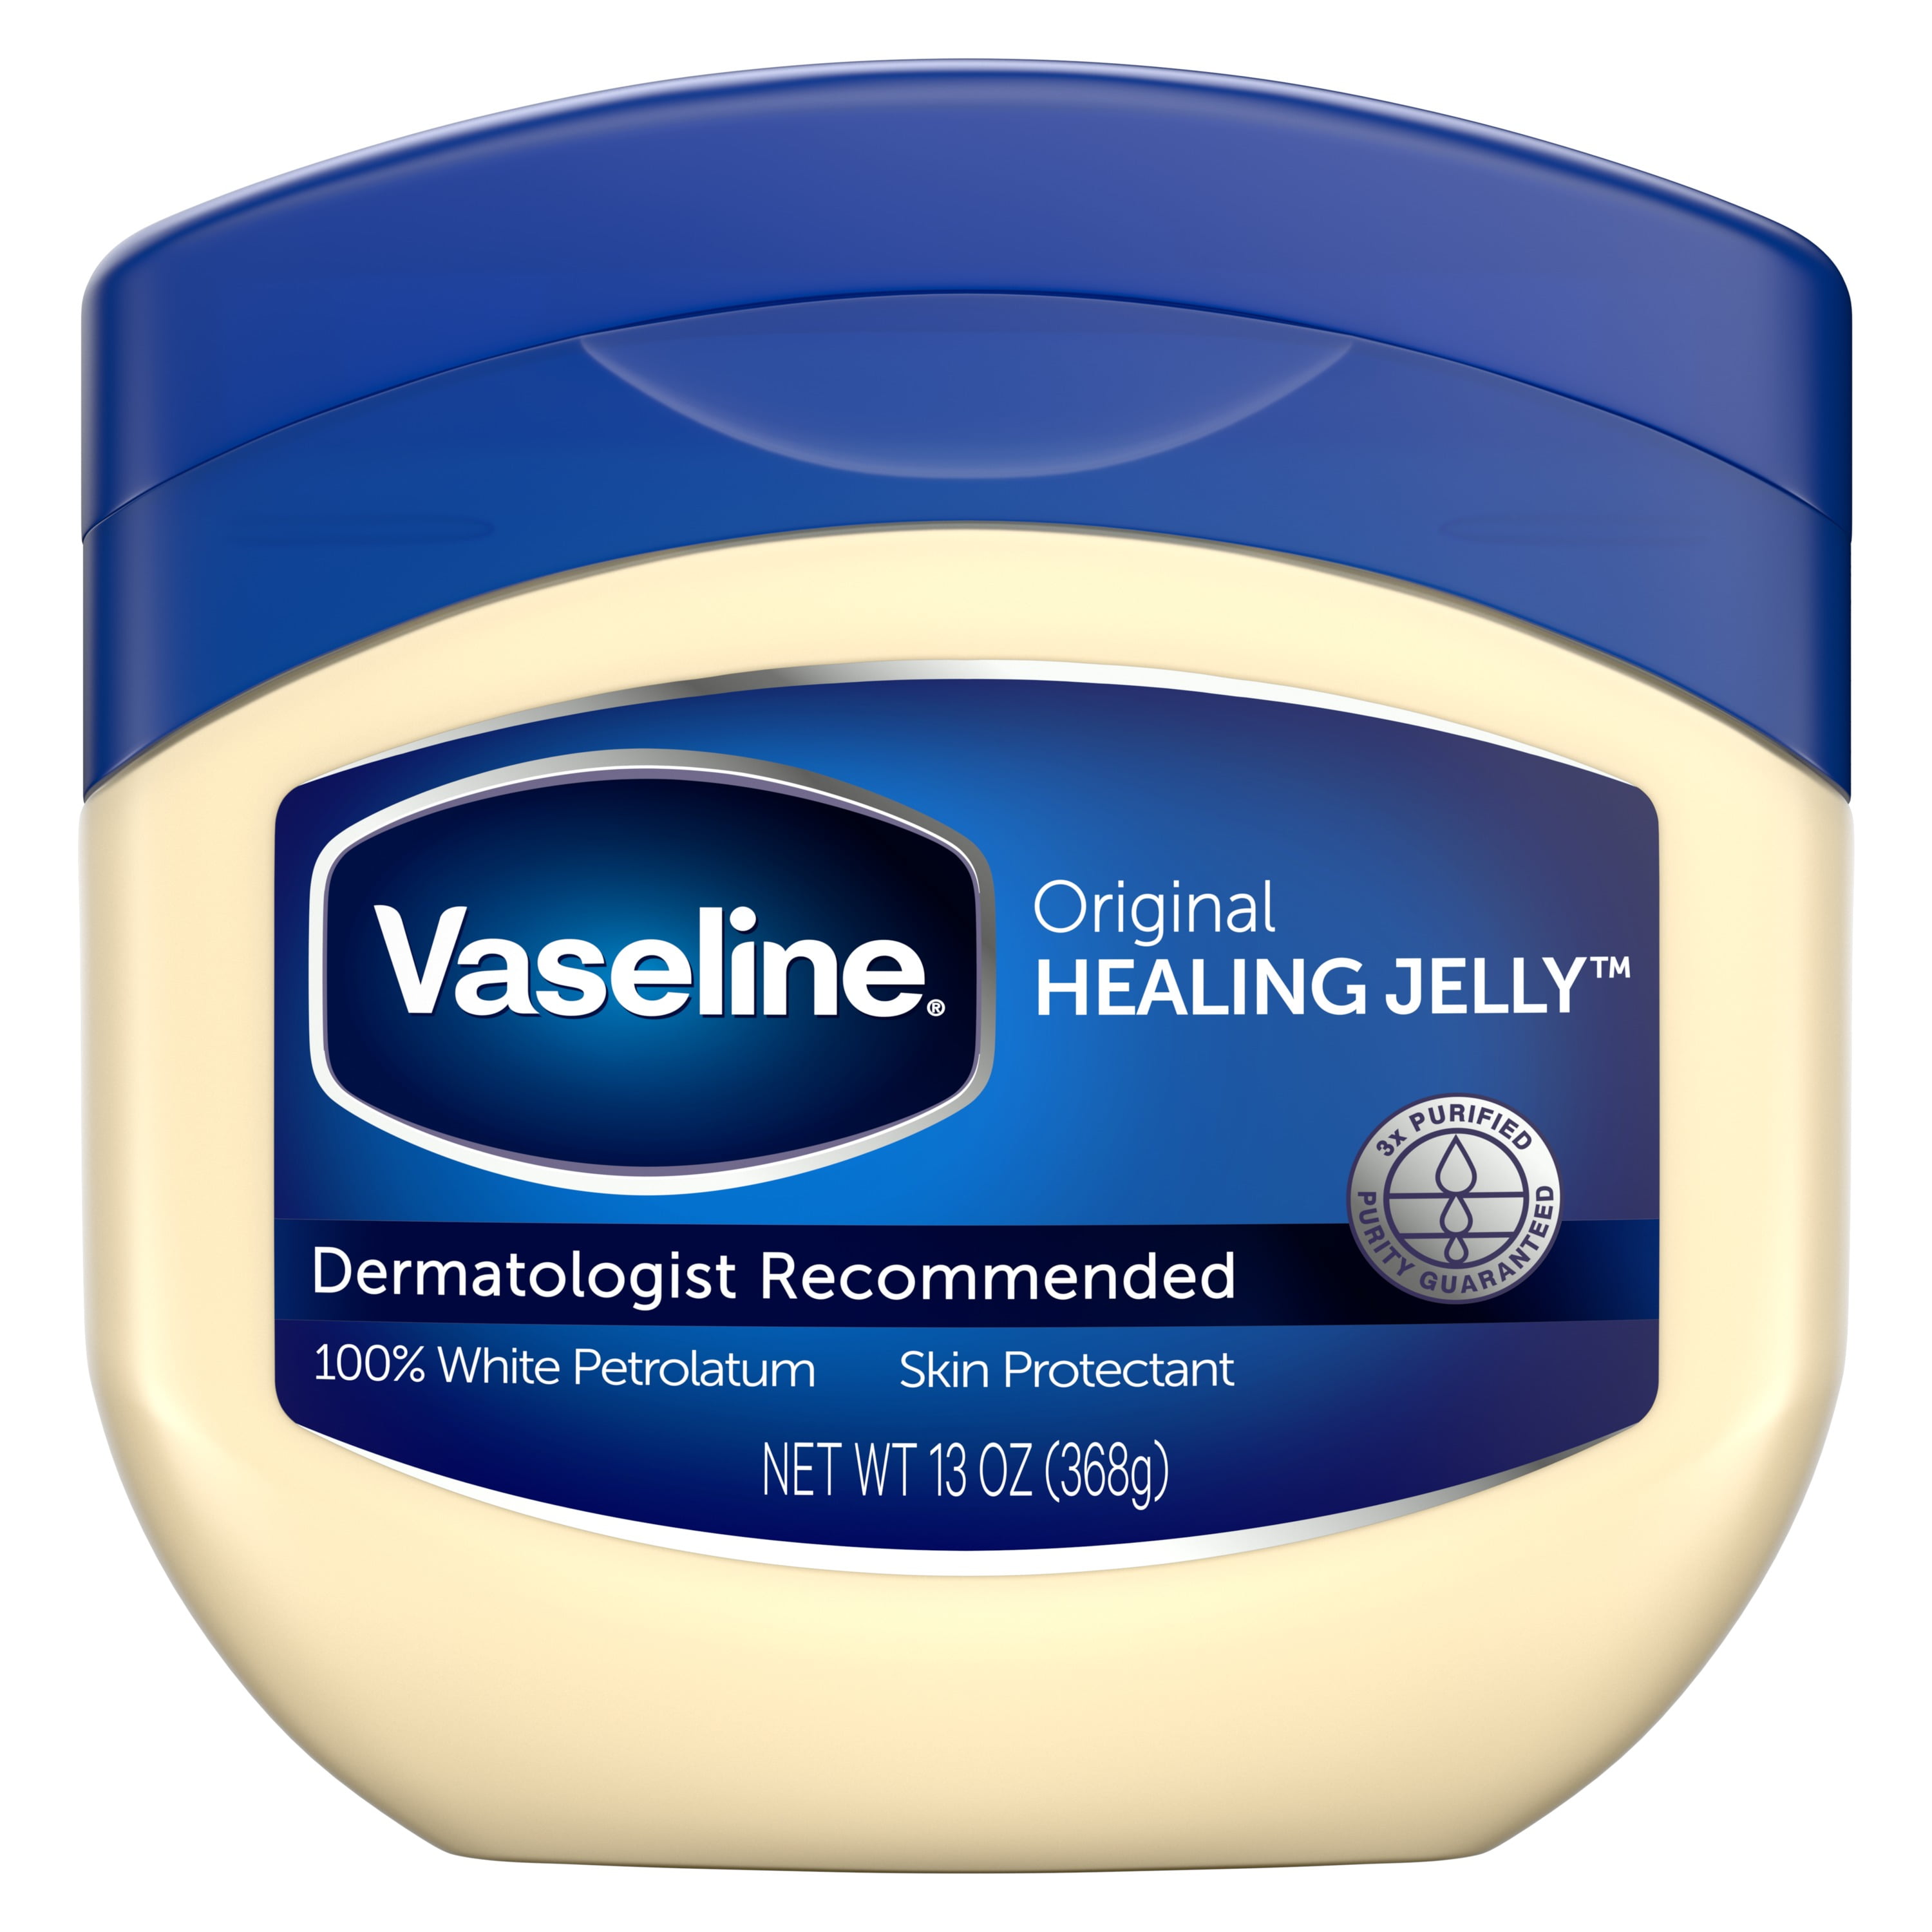 Vaseline®
Original
HEALING JELLY™
3x PURIFIED
PURITY GUARANTEED
Dermatologist Recommended
100% White Petrolatum Skin Protectant
NET WT 13 OZ (368g)